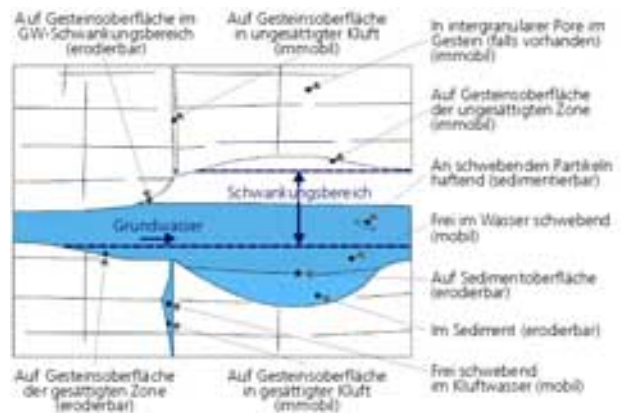 Auf Gesteinsoberfläche im
GW-Schwankungsbereich
(erodierbar)
Auf Gesteinsoberfläche
in ungesättigter Kluft
(immobil)
In intergranularer Pore im
Gestein (falls vorhanden)
(immobil)
Auf Gesteinsoberfläche
der ungesättigten Zone
(immobil)
An schwebenden Partikeln
haftend (sedimentierbar)
Schwankungsbereich
Grundwasser
Frei im Wasser schwebend
(mobil)
Auf Sedimentoberfläche
(erodierbar)
Im Sediment (erodierbar)
Frei schwebend
im Kluftwasser (mobil)
Auf Gesteinsoberfläche
der gesättigten Zone
(erodierbar)
Auf Gesteinsoberfläche
in gesättigter Kluft
(immobil)